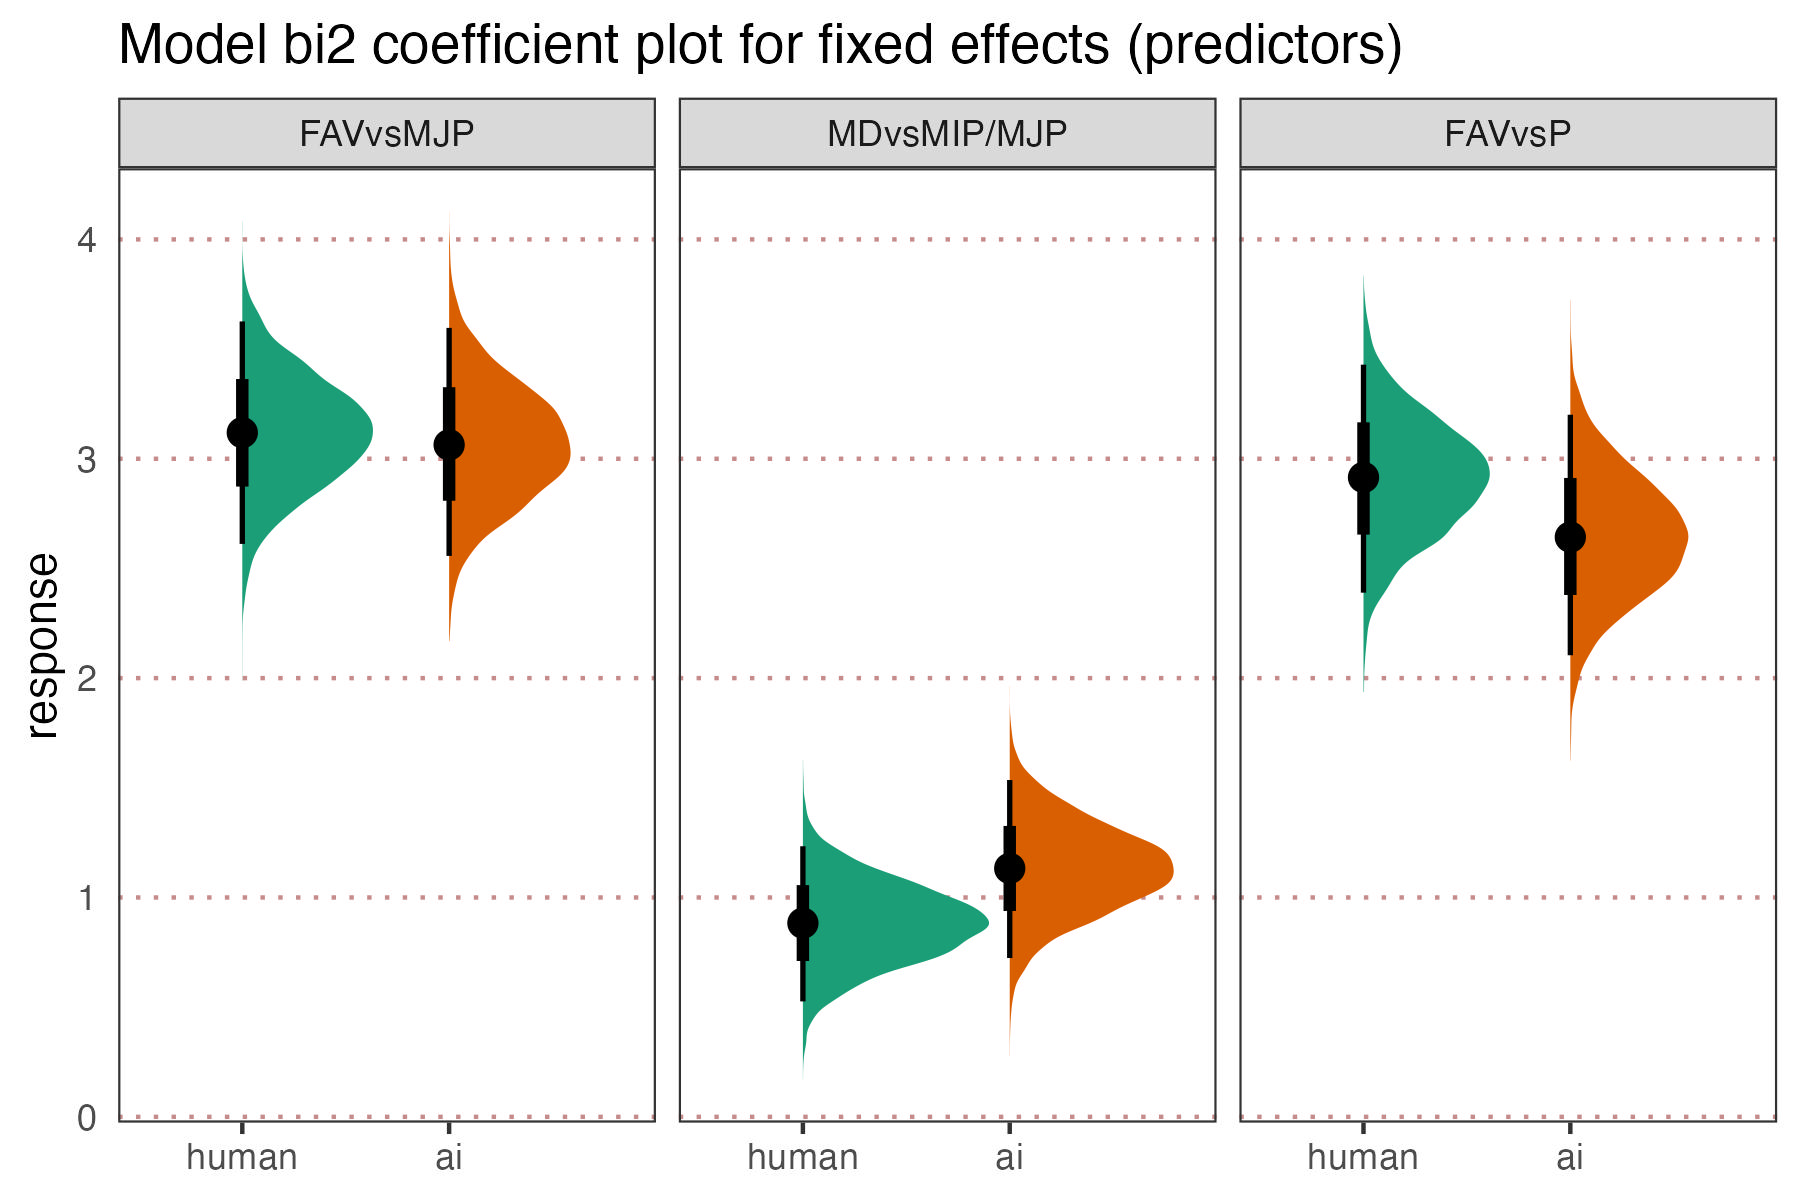 Model bi2 coefficient plot for fixed effects (predictors)
FAVvsMJP
MDvsMIP/MJP
FAVvsP
response
4
3
2
1
0
human
ai
human
ai
human
ai